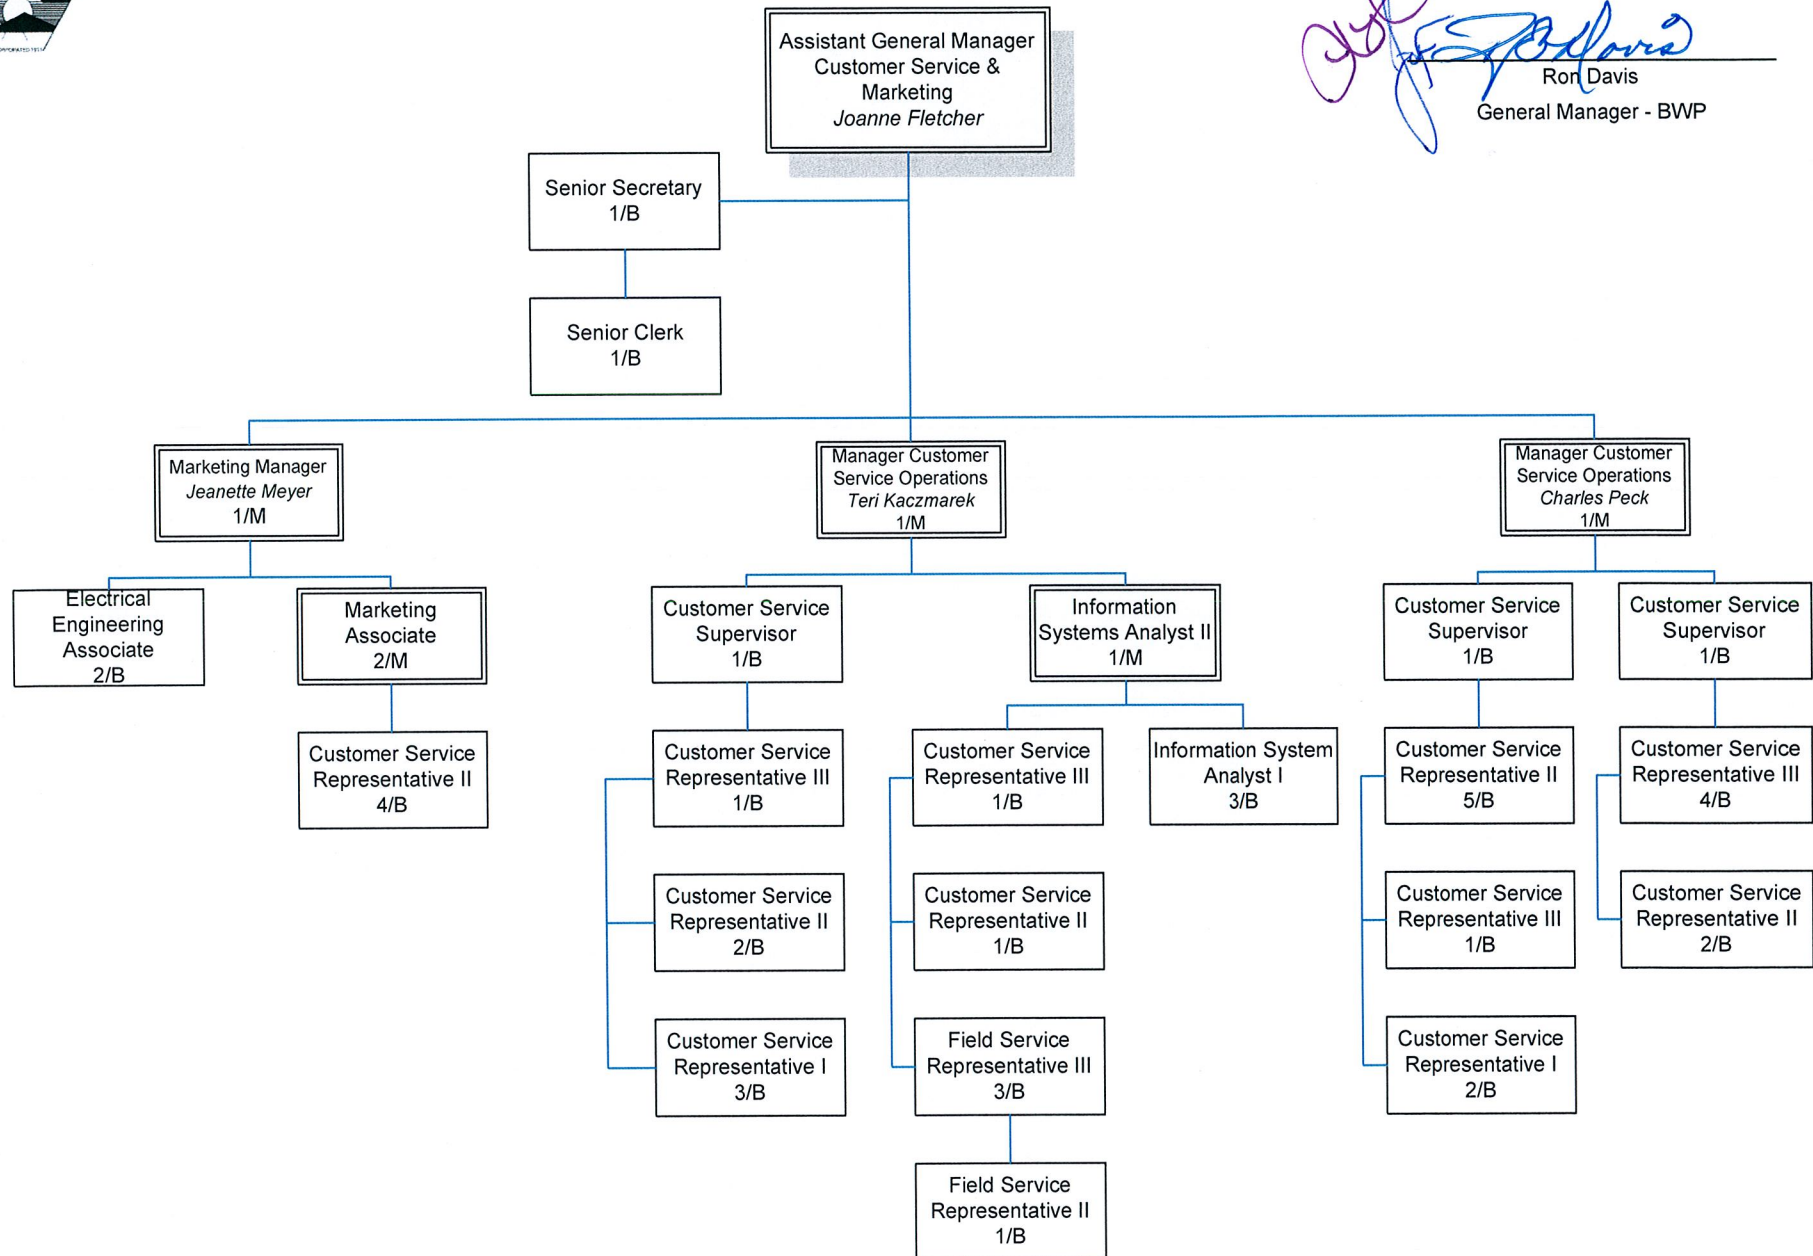 Assistant General Manager
Customer Service &
Marketing
Joanne Fletcher
Ron Davis
General Manager - BWP
Senior Secretary
1/B
Senior Clerk
1/B
Marketing Manager
Jeanette Meyer
1/M
Manager Customer
Service Operations
Teri Kaczmarek
1/M
Manager Customer
Service Operations
Charles Peck
1/M
Electrical
Engineering
Associate
2/B
Marketing
Associate
2/M
Customer Service
Supervisor
1/B
Information
Systems Analyst II
1/M
Customer Service
Supervisor
1/B
Customer Service
Supervisor
1/B
Customer Service
Representative II
4/B
Customer Service
Representative III
1/B
Customer Service
Representative III
1/B
Information System
Analyst I
3/B
Customer Service
Representative II
5/B
Customer Service
Representative III
4/B
Customer Service
Representative II
2/B
Customer Service
Representative II
1/B
Customer Service
Representative III
1/B
Customer Service
Representative II
2/B
Customer Service
Representative I
3/B
Field Service
Representative III
3/B
Customer Service
Representative I
2/B
Field Service
Representative II
1/B